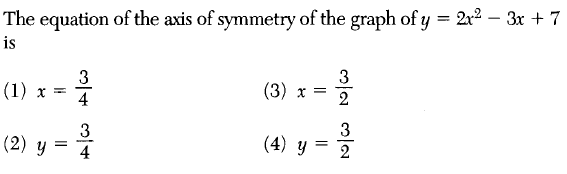 The equation of the axis of symmetry of the graph of y = 2x² − 3x + 7
is
(1) x = 3/4
(3) x = 3/2
(2) y = 3/4
(4) y = 3/2